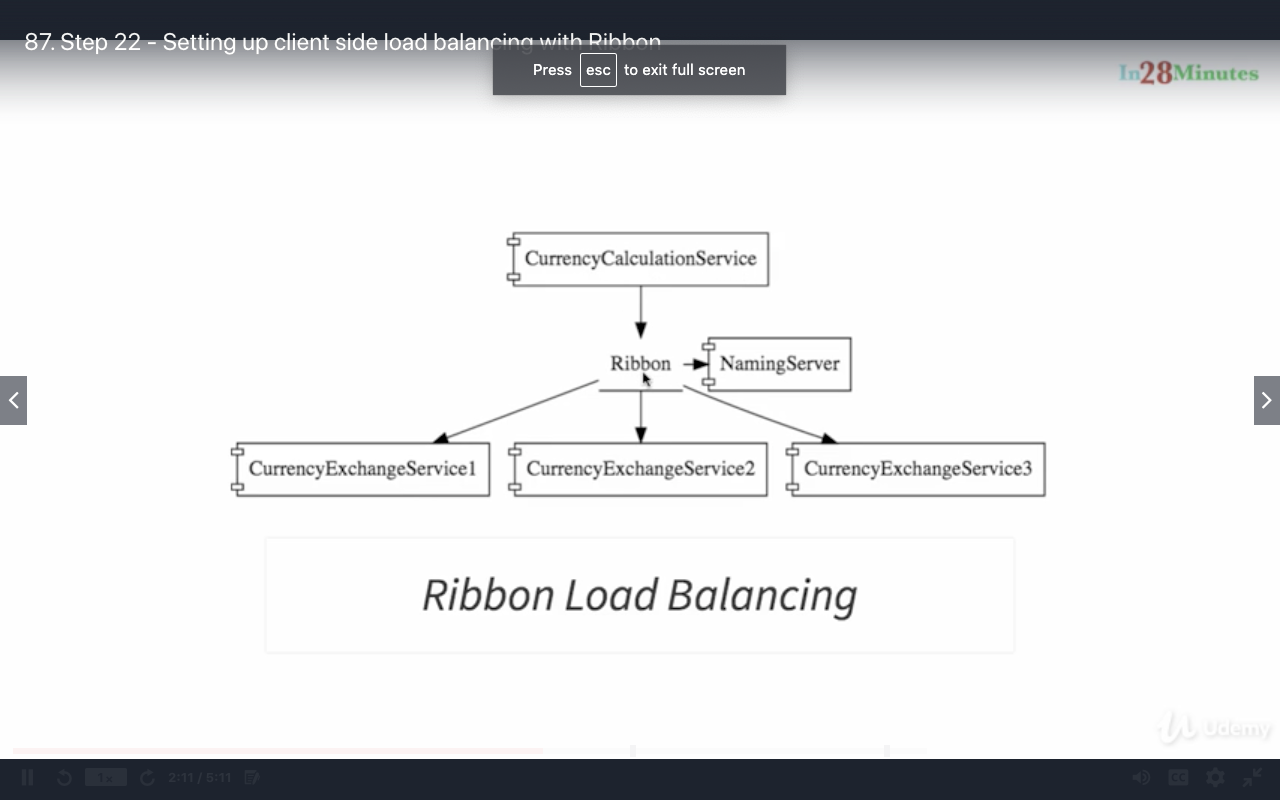 87. Step 22 - Setting up client side load balancing with Ribbon
Press esc to exit full screen
In28Minutes
CurrencyCalculationService
Ribbon
NamingServer
CurrencyExchangeService1
CurrencyExchangeService2
CurrencyExchangeService3
Ribbon Load Balancing
Udemy
1x
2:11 / 5:11
CC